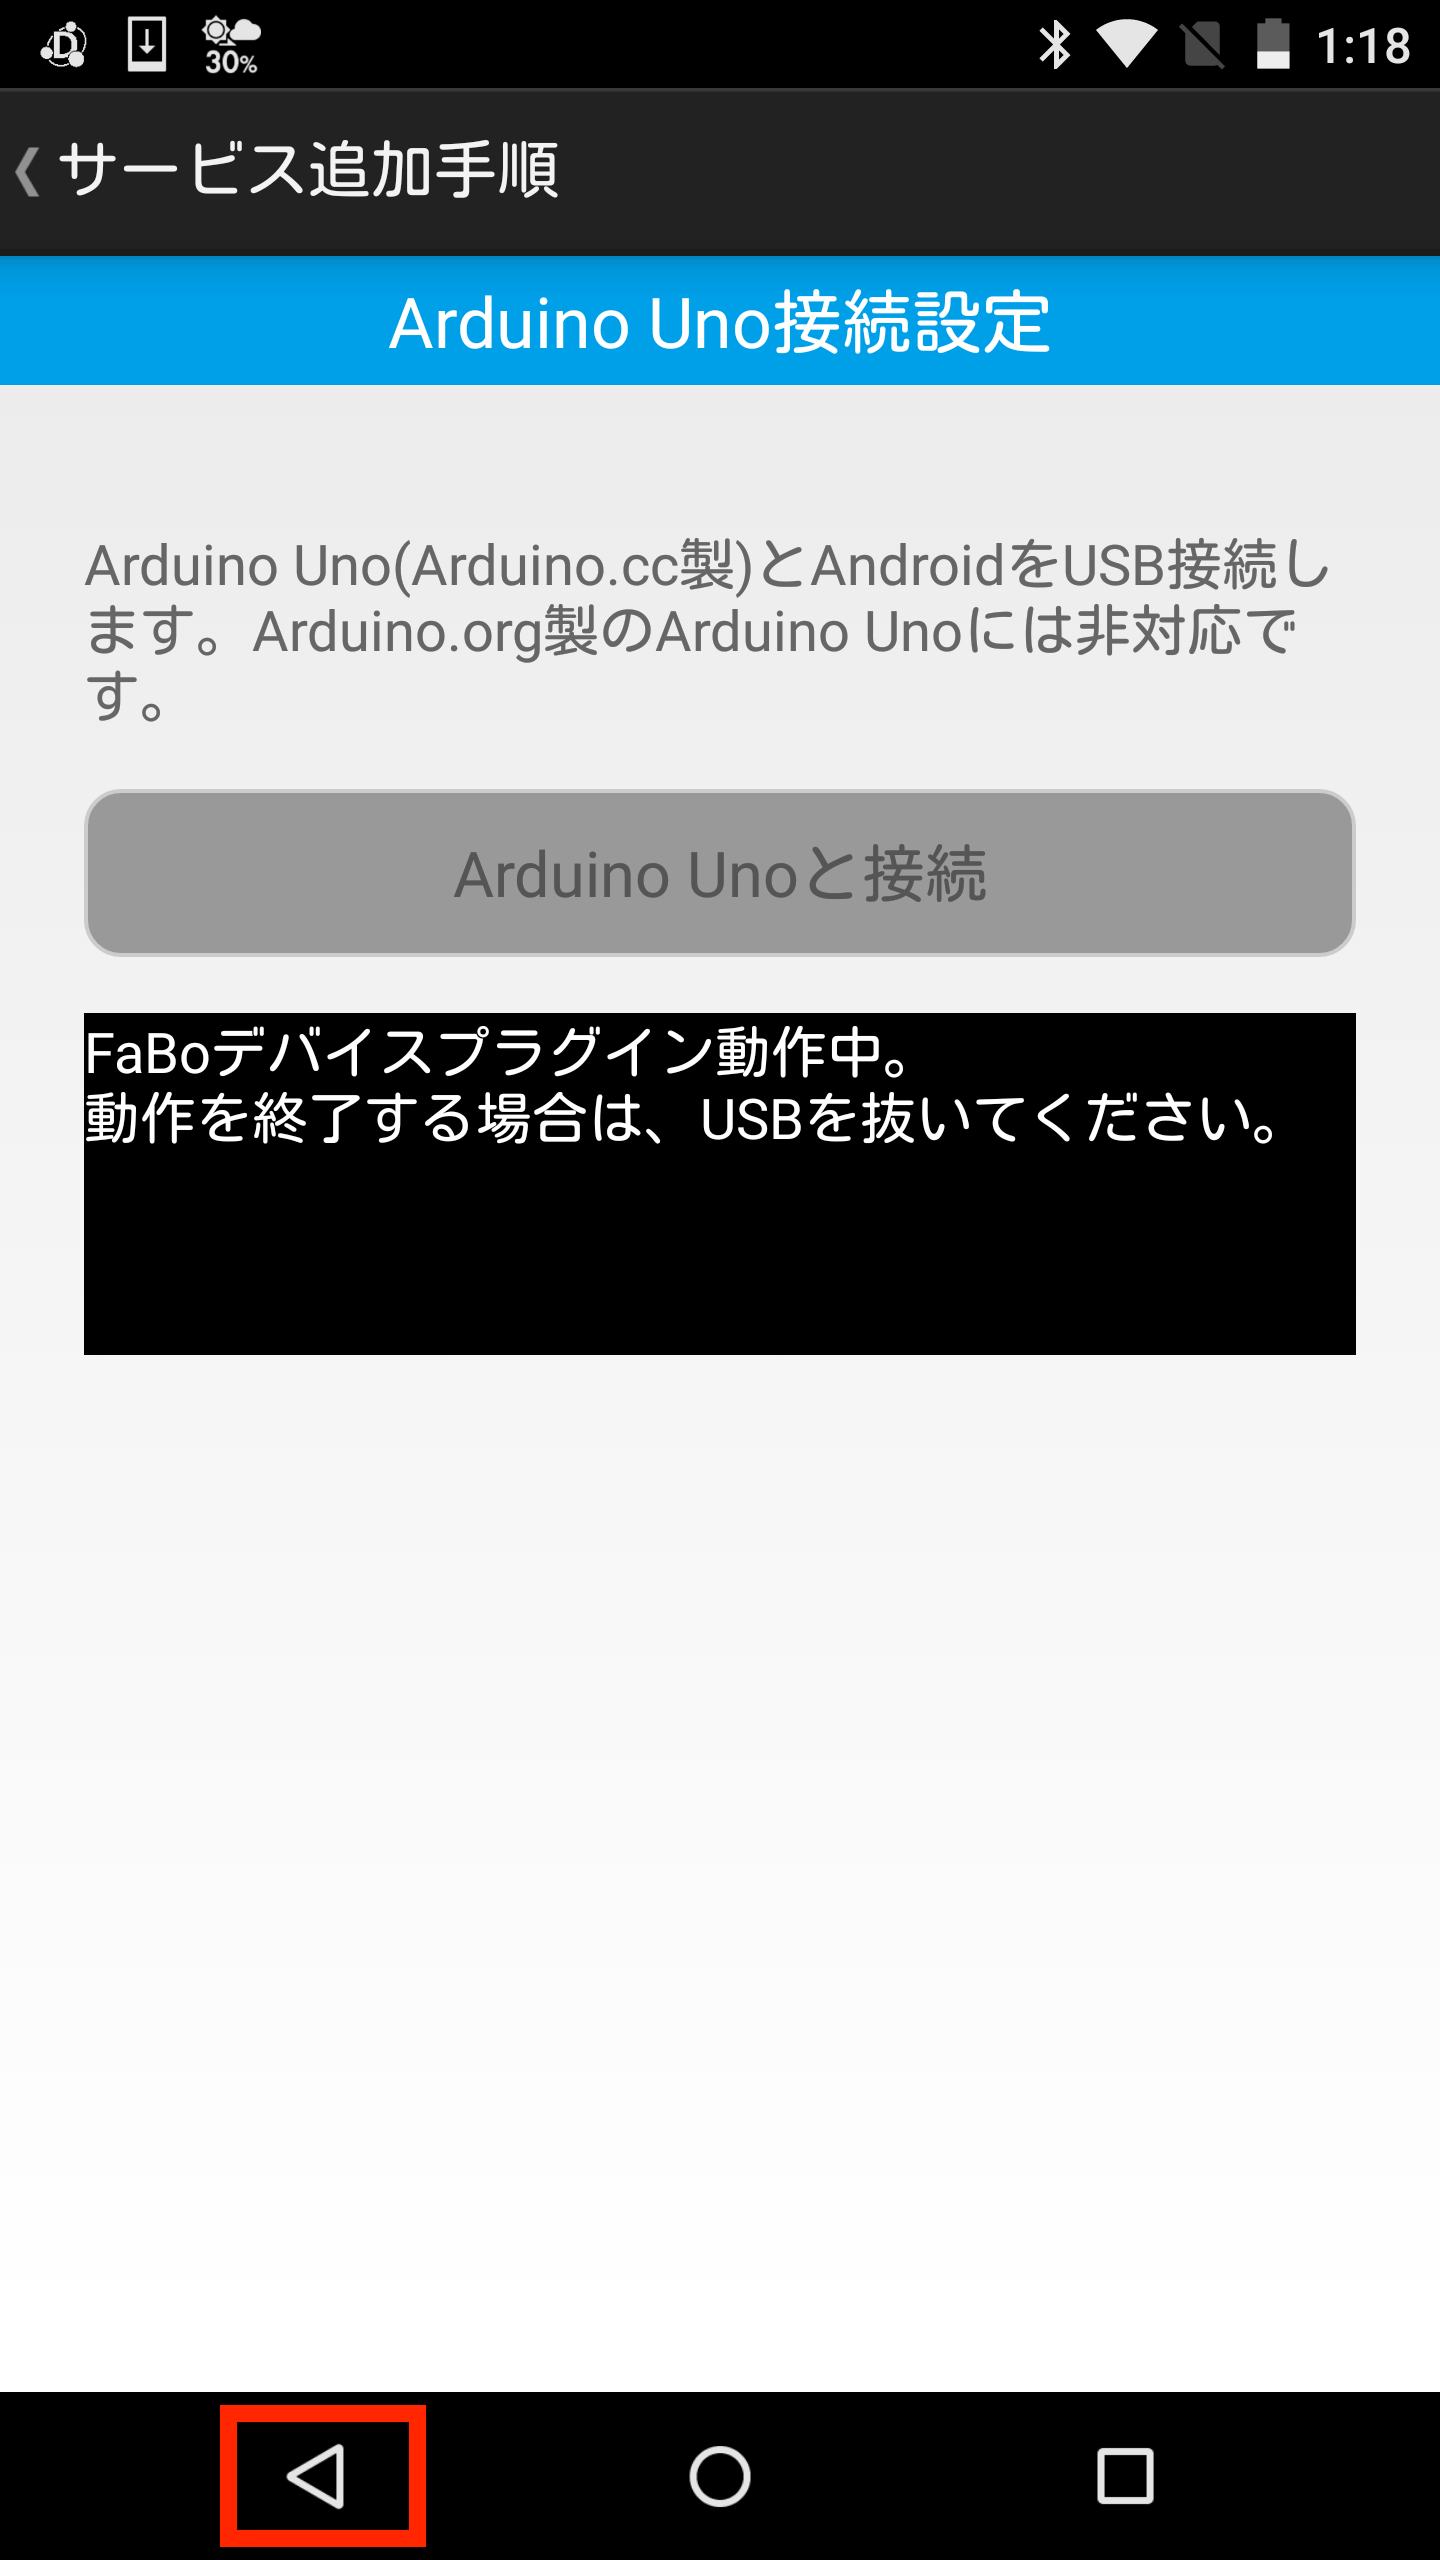 D
30%
1:18
サービス追加手順
Arduino Uno接続設定
Arduino Uno(Arduino.cc製)とAndroidをUSB接続し
ます。Arduino.org製のArduino Unoには非対応で
す。
Arduino Unoと接続
FaBoデバイスプラグイン動作中。
動作を終了する場合は、USBを抜いてください。